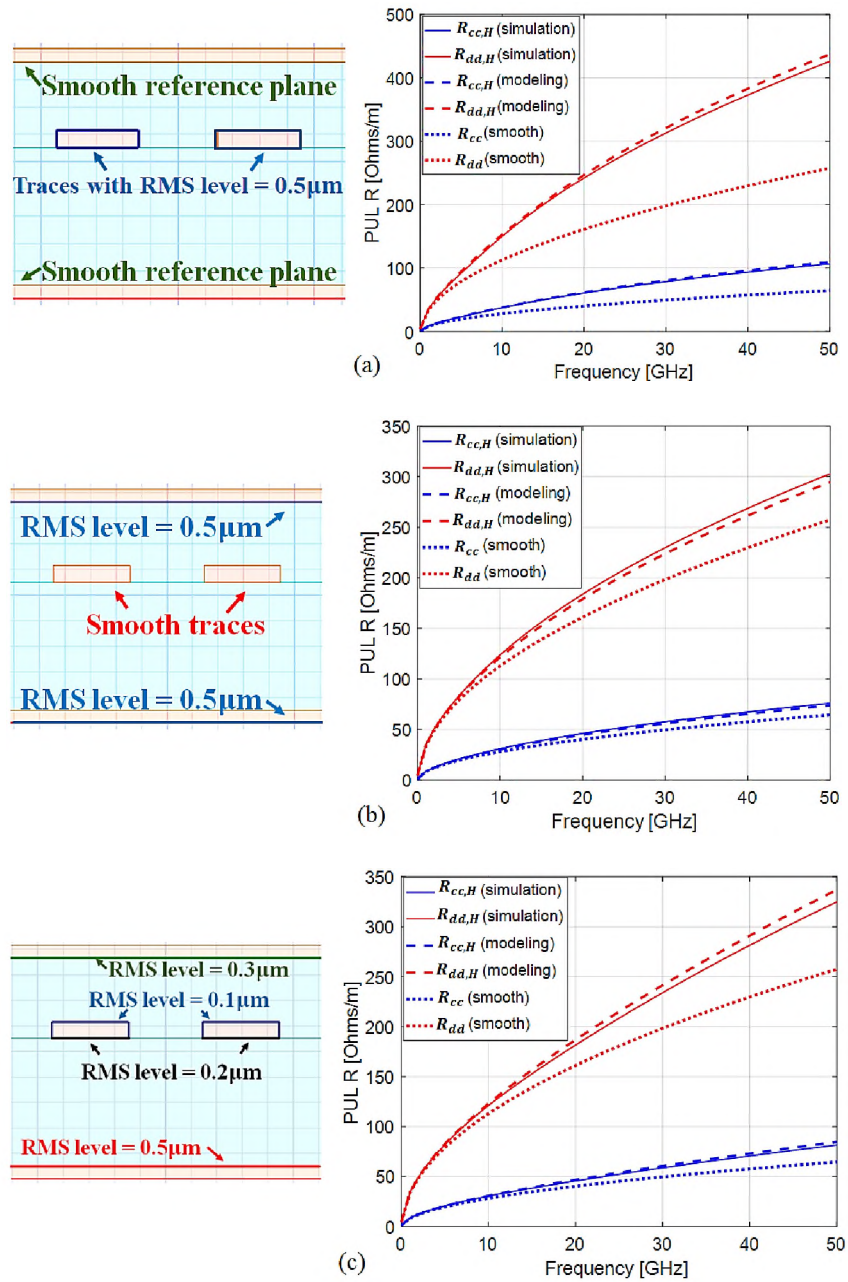 Smooth reference plane
Traces with RMS level = 0.5μm
Smooth reference plane
500
400
300
200
100
0
PUL R [Ohms/m]
R_cc,H (simulation)
R_dd,H (simulation)
R_cc,H (modeling)
R_dd,H (modeling)
R_cc (smooth)
R_dd (smooth)
0 10 20 30 40 50
Frequency [GHz]
(a)
RMS level = 0.5μm
Smooth traces
RMS level = 0.5μm
350
300
250
200
150
100
50
0
PUL R [Ohms/m]
R_cc,H (simulation)
R_dd,H (simulation)
R_cc,H (modeling)
R_dd,H (modeling)
R_cc (smooth)
R_dd (smooth)
0 10 20 30 40 50
Frequency [GHz]
(b)
RMS level = 0.3μm
RMS level = 0.1μm
RMS level = 0.2μm
RMS level = 0.5μm
350
300
250
200
150
100
50
0
PUL R [Ohms/m]
R_cc,H (simulation)
R_dd,H (simulation)
R_cc,H (modeling)
R_dd,H (modeling)
R_cc (smooth)
R_dd (smooth)
0 10 20 30 40 50
Frequency [GHz]
(c)